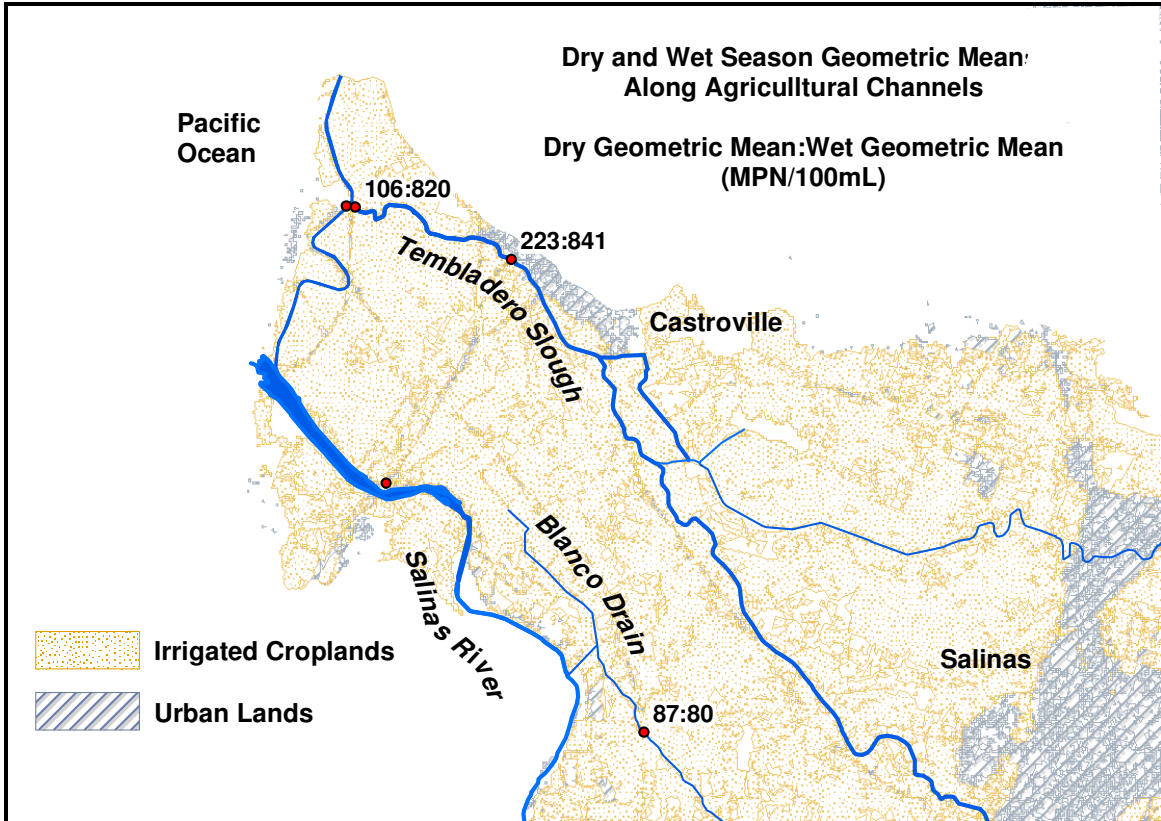 Dry and Wet Season Geometric Mean
Along Agricultural Channels
Dry Geometric Mean:Wet Geometric Mean
(MPN/100mL)
Pacific
Ocean
106:820
223:841
Tembladero Slough
Castroville
Blanco Drain
Salinas River
Salinas
87:80
Irrigated Croplands
Urban Lands